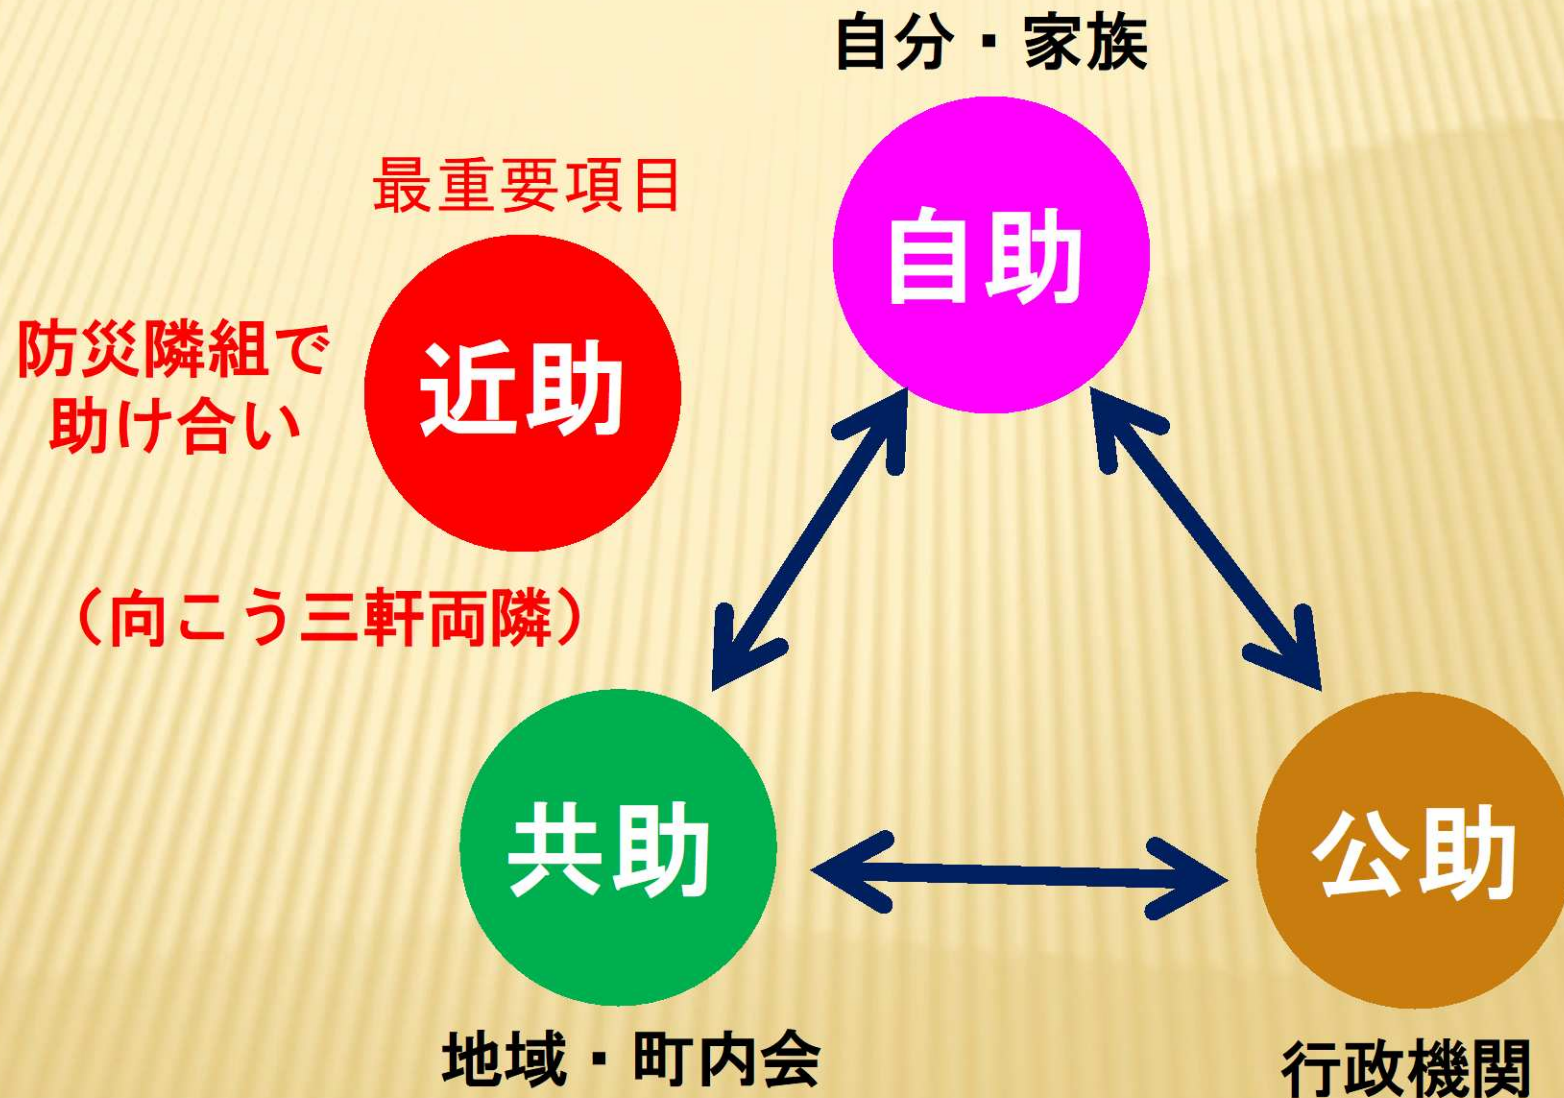 自分・家族
自助
最重要項目
近助
防災隣組で
助け合い
（向こう三軒両隣）
共助
地域・町内会
公助
行政機関